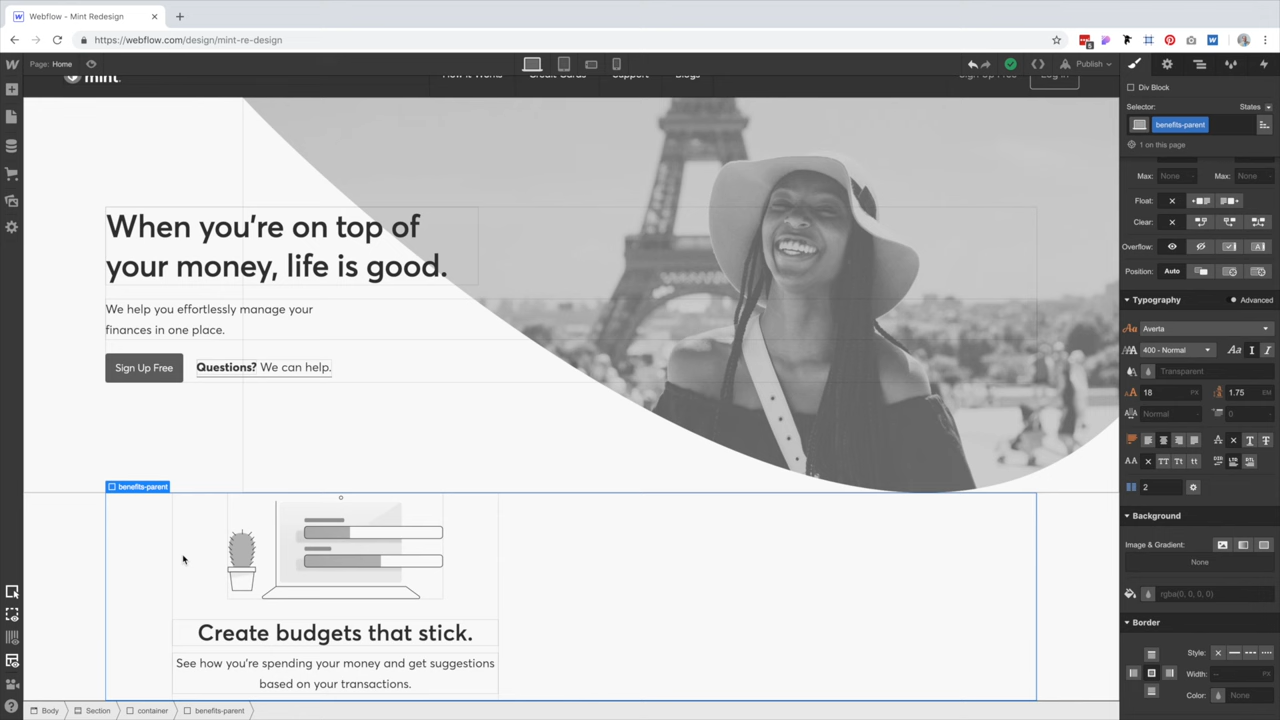 Webflow - Mint Redesign
https://webflow.com/design/mint-re-design
Page: Home
Publish
Div Block
Selector:
States
benefits-parent
1 on this page
Max: None - Max: None -
Float:
Clear:
Overflow:
Position: Auto
Typography
Advanced
Averta
400 - Normal
Transparent
18 PX 1.75 EM
Normal - 0 -
2
Background
Image & Gradient:
None
rgba(0, 0, 0, 0)
Border
Style:
Width: -- PX
Color: None
mint
How It Works Credit Cards Support Blogs Sign Up Free Log In
When you're on top of
your money, life is good.
We help you effortlessly manage your
finances in one place.
Sign Up Free
Questions? We can help.
benefits-parent
Create budgets that stick.
See how you're spending your money and get suggestions
based on your transactions.
Body Section container benefits-parent